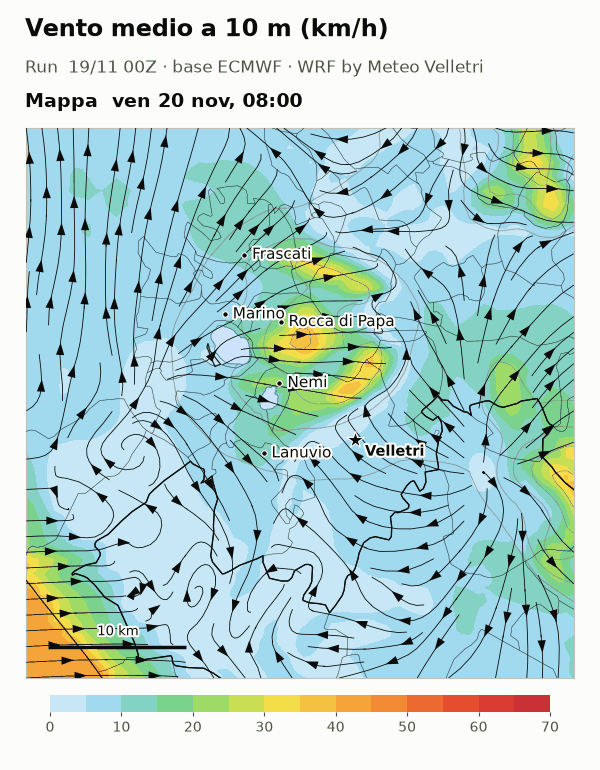 Vento medio a 10 m (km/h)
Run 19/11 00Z · base ECMWF · WRF by Meteo Velletri
Mappa ven 20 nov, 08:00
Frascati
Marino
Rocca di Papa
Nemi
Velletri
Lanuvio
10 km
0 10 20 30 40 50 60 70